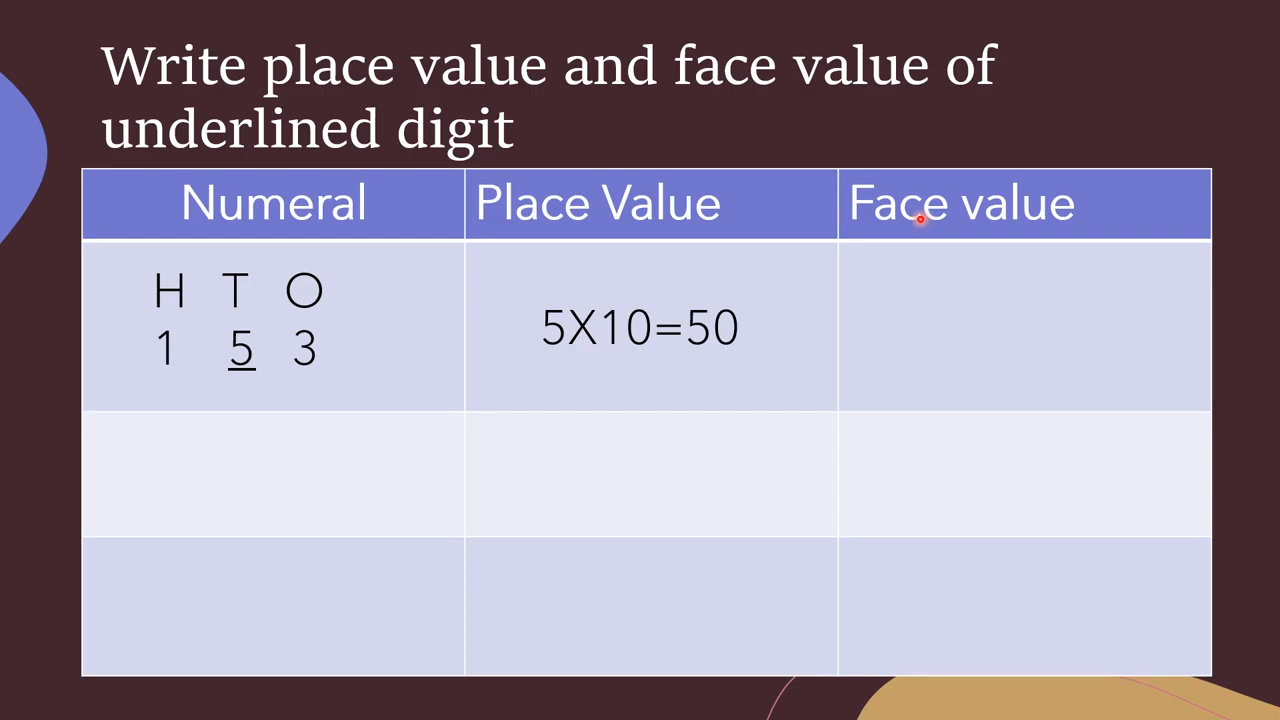 Write place value and face value of
underlined digit
Numeral Place Value Face value
H T O
1 5 3
5X10=50